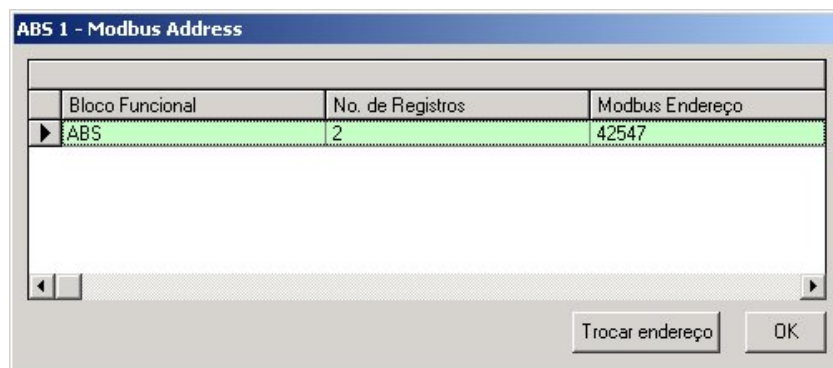 ABS 1 - Modbus Address
Bloco Funcional No. de Registros Modbus Endereço
ABS 2 42547
Trocar endereço OK